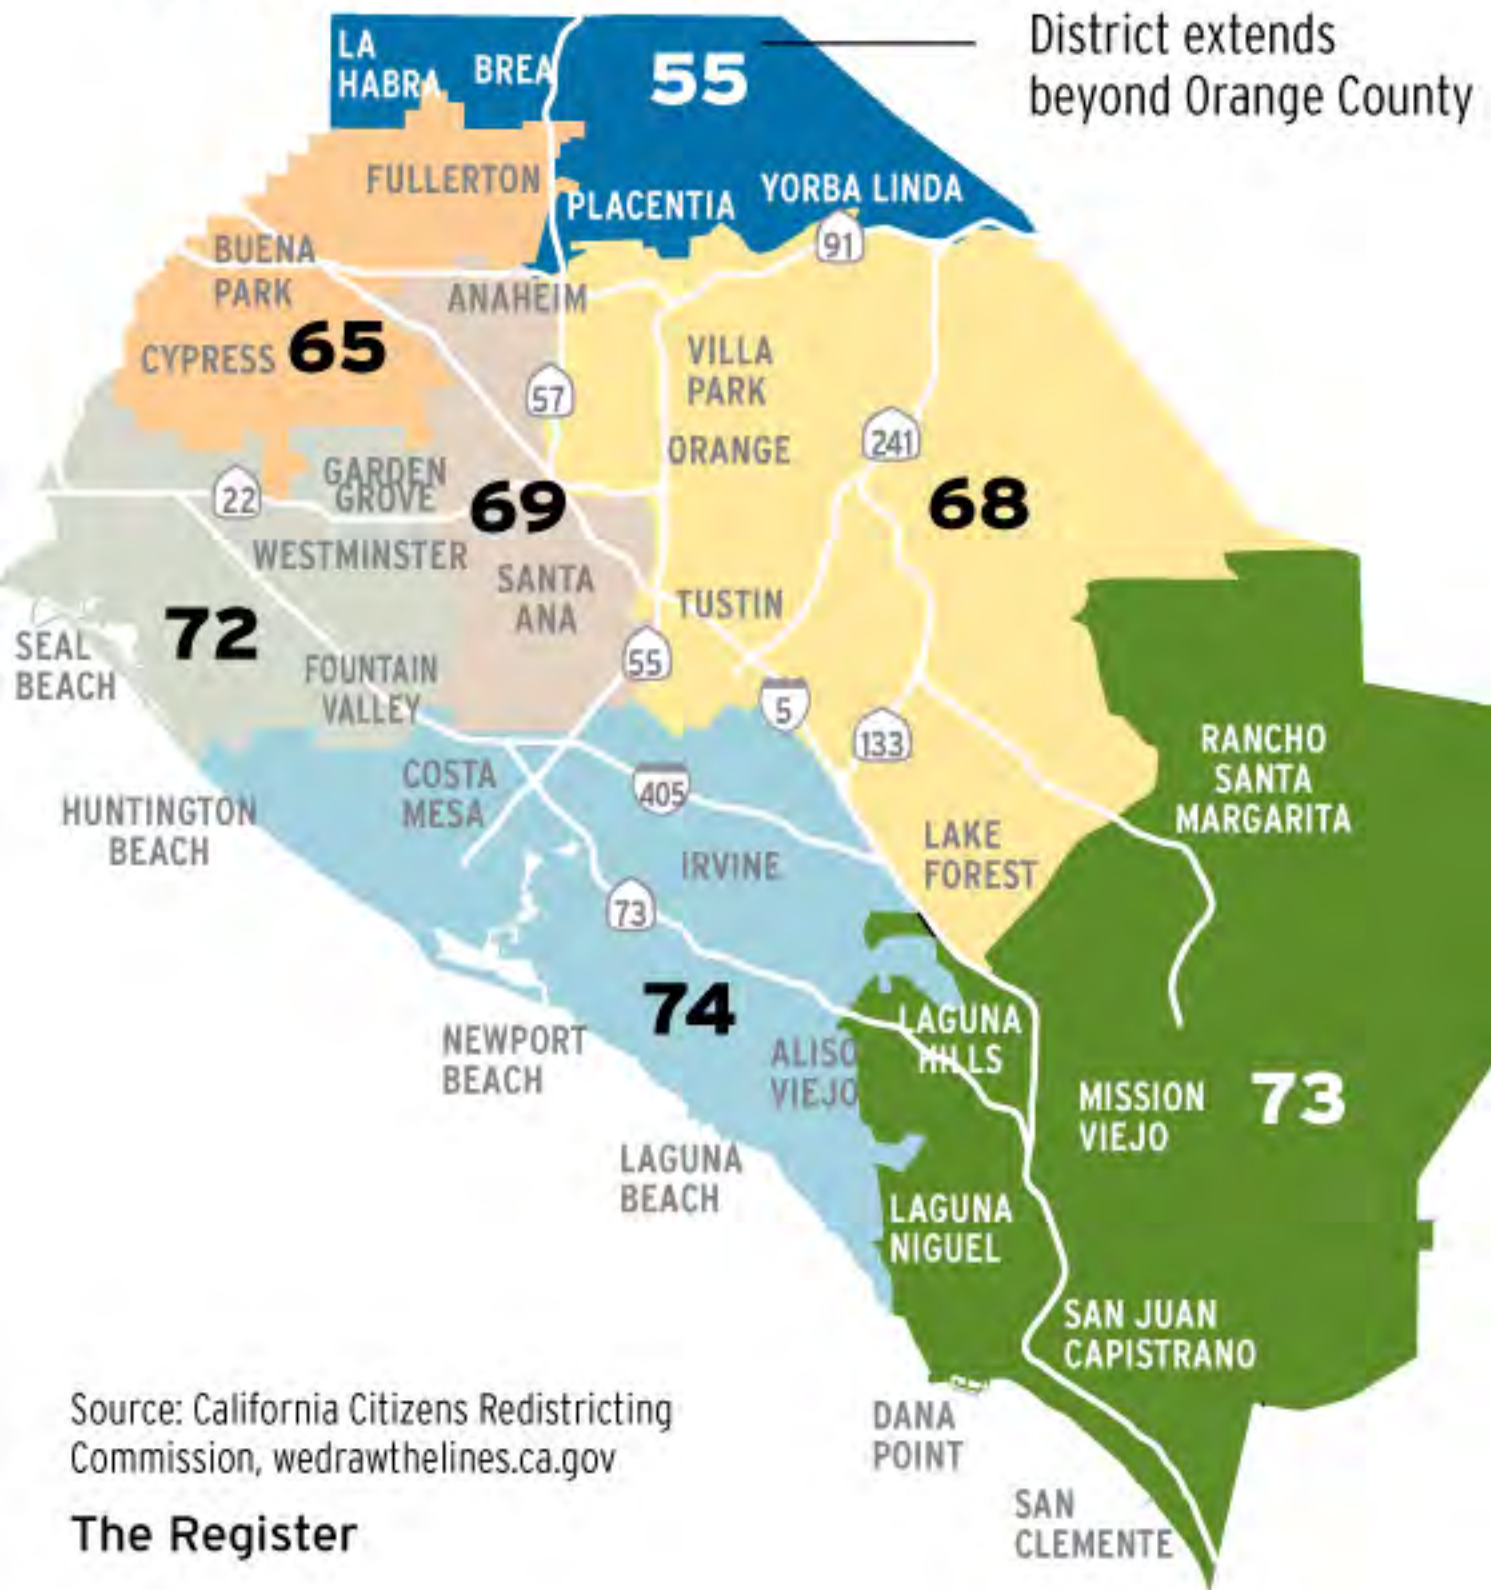 LA
HABRA
BREA
55
District extends
beyond Orange County
FULLERTON
PLACENTIA
YORBA LINDA
91
BUENA
PARK
ANAHEIM
CYPRESS
65
57
VILLA
PARK
ORANGE
241
22
GARDEN
GROVE
69
68
WESTMINSTER
SANTA
ANA
TUSTIN
72
SEAL
BEACH
FOUNTAIN
VALLEY
55
5
133
RANCHO
SANTA
MARGARITA
COSTA
MESA
405
HUNTINGTON
BEACH
IRVINE
LAKE
FOREST
73
74
NEWPORT
BEACH
ALISO
VIEJO
LAGUNA
HILLS
MISSION
VIEJO
73
LAGUNA
BEACH
LAGUNA
NIGUEL
SAN JUAN
CAPISTRANO
DANA
POINT
SAN
CLEMENTE
Source: California Citizens Redistricting
Commission, wedrawthelines.ca.gov
The Register